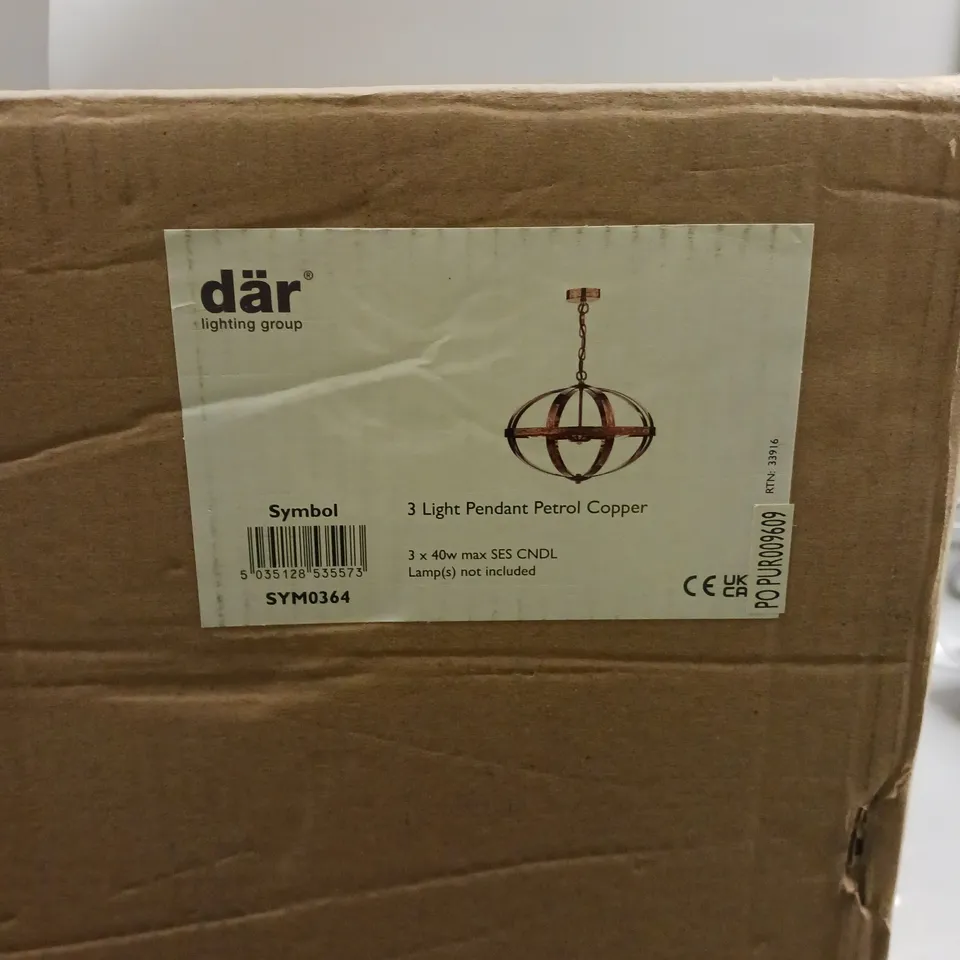 där®
lighting group
Symbol
5 035128 535573
SYM0364
3 Light Pendant Petrol Copper
3 x 40w max SES CNDL
Lamp(s) not included
CE UK CA
RTN: 33916
PO PUR009609